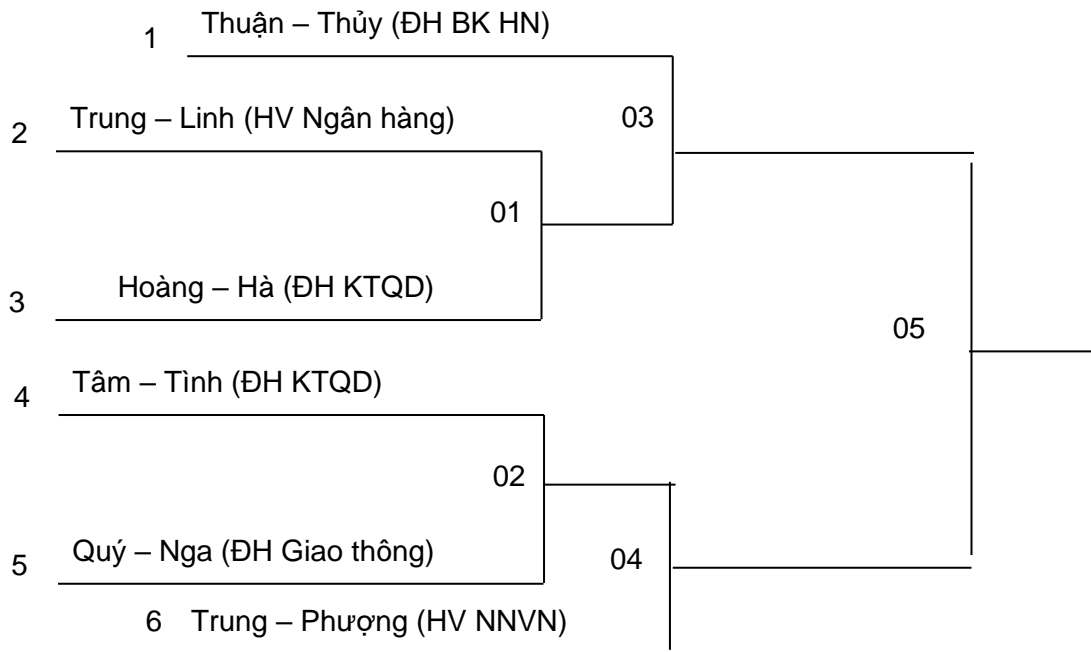 1 Thuận – Thủy (ĐH BK HN)
2 Trung – Linh (HV Ngân hàng)
03
01
3 Hoàng – Hà (ĐH KTQD)
05
4 Tâm – Tình (ĐH KTQD)
02
5 Quý – Nga (ĐH Giao thông)
04
6 Trung – Phượng (HV NNVN)